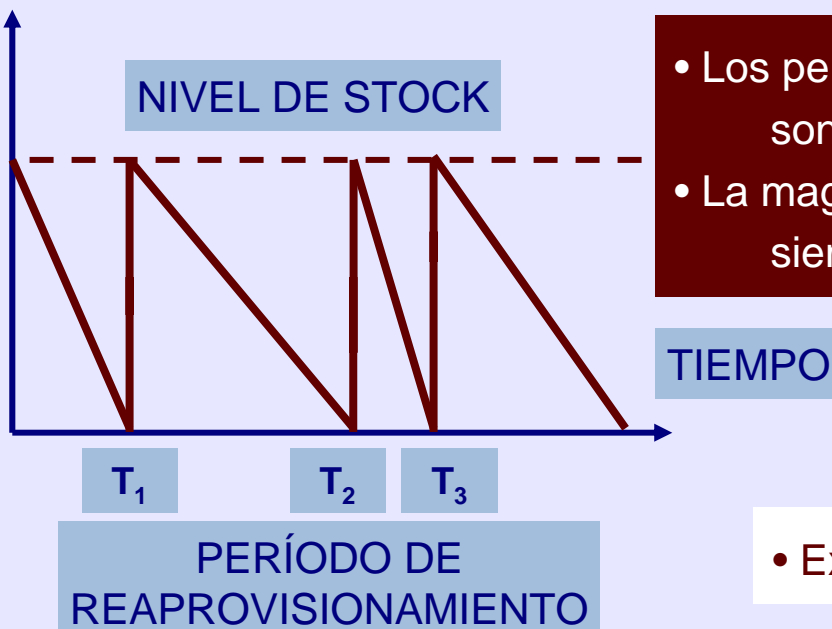 NIVEL DE STOCK
• Los pe
son
• La mag
sier
TIEMPO
T1
T2
T3
PERÍODO DE
REAPROVISIONAMIENTO
• Ex